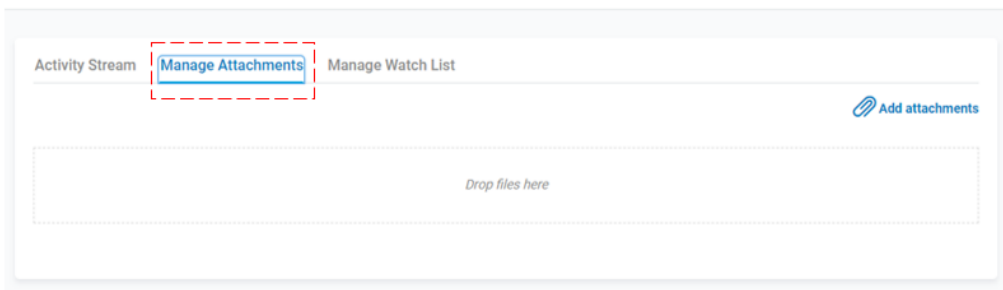 Activity Stream Manage Attachments Manage Watch List
Add attachments
Drop files here